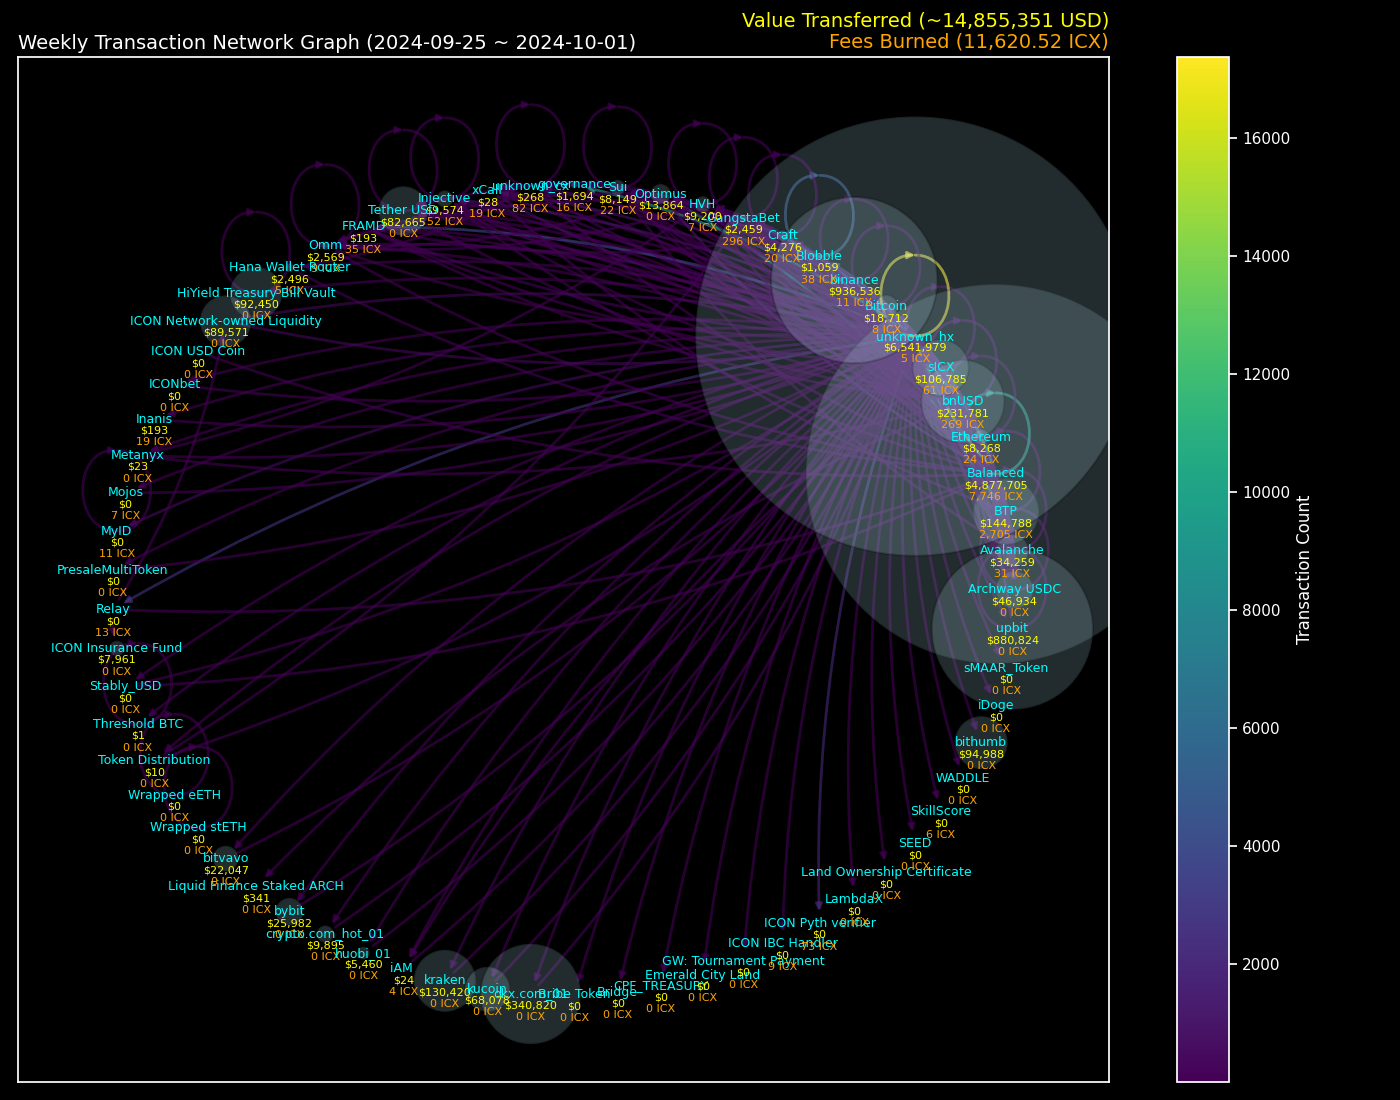 Value Transferred (~14,855,351 USD)
Weekly Transaction Network Graph (2024-09-25 ~ 2024-10-01)
Fees Burned (11,620.52 ICX)
unknown_cx
$268
82 ICX
governance
$1,694
16 ICX
Sui
$8,149
22 ICX
Optimus
$13,864
0 ICX
HVH
$9,200
7 ICX
GangstaBet
$2,459
296 ICX
Craft
$4,276
20 ICX
Blobble
$1,059
38 ICX
binance
$936,536
11 ICX
Bitcoin
$18,712
8 ICX
unknown_hx
$6,541,979
5 ICX
sICX
$106,785
61 ICX
bnUSD
$231,781
269 ICX
Ethereum
$8,268
24 ICX
Balanced
$4,877,705
7,746 ICX
BTP
$144,788
2,705 ICX
Avalanche
$34,259
31 ICX
Archway USDC
$46,934
0 ICX
upbit
$880,824
0 ICX
sMAAR_Token
$0
0 ICX
iDoge
$0
0 ICX
bithumb
$94,988
0 ICX
WADDLE
$0
0 ICX
SkillScore
$0
6 ICX
SEED
$0
0 ICX
Land Ownership Certificate
$0
0 ICX
LambdaX
$0
0 ICX
ICON Pyth verifier
$0
73 ICX
ICON IBC Handler
$0
9 ICX
GW: Tournament Payment
$0
0 ICX
Emerald City Land
$0
0 ICX
CPF_TREASURY
$0
0 ICX
Bridge
$0
0 ICX
Bribe Token
$0
0 ICX
okx.com_01
$340,820
0 ICX
kucoin
$68,078
0 ICX
kraken
$130,420
0 ICX
iAM
$24
4 ICX
huobi_01
$5,460
0 ICX
crypto.com_hot_01
$9,895
0 ICX
bybit
$25,982
0 ICX
Liquid Finance Staked ARCH
$341
0 ICX
bitvavo
$22,047
0 ICX
Wrapped stETH
$0
0 ICX
Wrapped eETH
$0
0 ICX
Token Distribution
$10
0 ICX
Threshold BTC
$1
0 ICX
Stably_USD
$0
0 ICX
ICON Insurance Fund
$7,961
0 ICX
Relay
$0
13 ICX
PresaleMultiToken
$0
0 ICX
MyID
$0
11 ICX
Mojos
$0
7 ICX
Metanyx
$23
0 ICX
Inanis
$193
19 ICX
ICONbet
$0
0 ICX
ICON USD Coin
$0
0 ICX
ICON Network-owned Liquidity
$89,571
0 ICX
HiYield Treasury Bill Vault
$92,450
0 ICX
Hana Wallet Router
$2,496
5 ICX
Omm
$2,569
FRAMD
$193
35 ICX
Tether USD
$82,665
0 ICX
Injective
$9,574
52 ICX
xCall
$28
19 ICX
16000
14000
12000
10000
8000
6000
4000
2000
Transaction Count